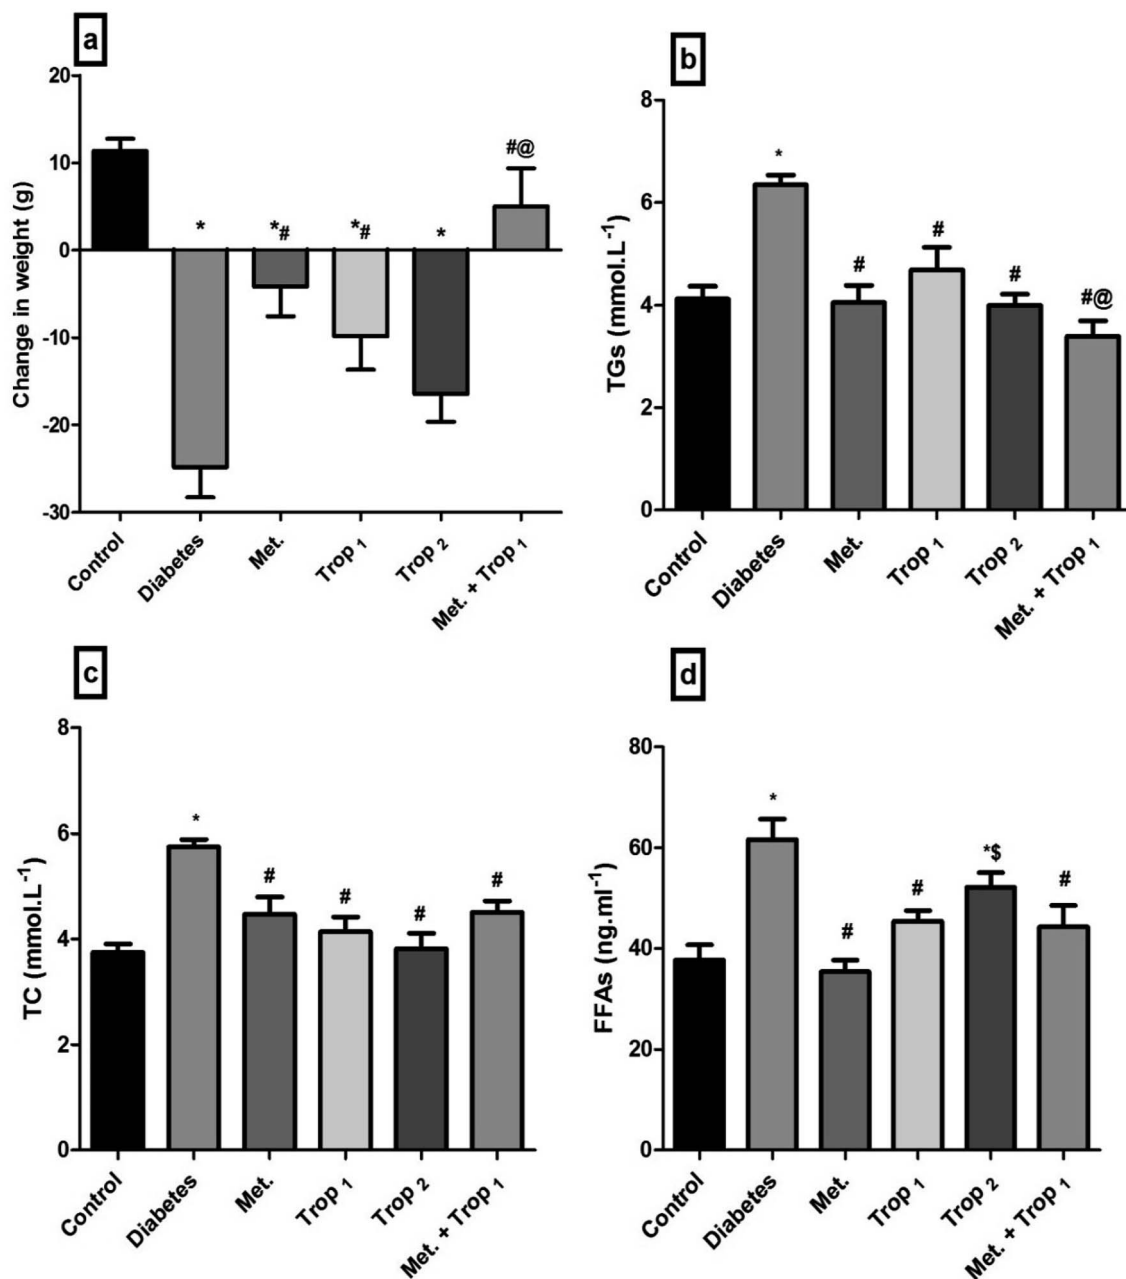 a
Change in weight (g)
20
10
0
-10
-20
-30
*
*#
*#
*
#@
Control
Diabetes
Met.
Trop 1
Trop 2
Met. + Trop 1
b
TGs (mmol.L-1)
8
6
4
2
0
*
#
#
#
#@
Control
Diabetes
Met.
Trop 1
Trop 2
Met. + Trop 1
c
TC (mmol.L-1)
8
6
4
2
0
*
#
#
#
#
Control
Diabetes
Met.
Trop 1
Trop 2
Met. + Trop 1
d
FFAs (ng.ml-1)
80
60
40
20
0
*
#
#
*$
#
Control
Diabetes
Met.
Trop 1
Trop 2
Met. + Trop 1